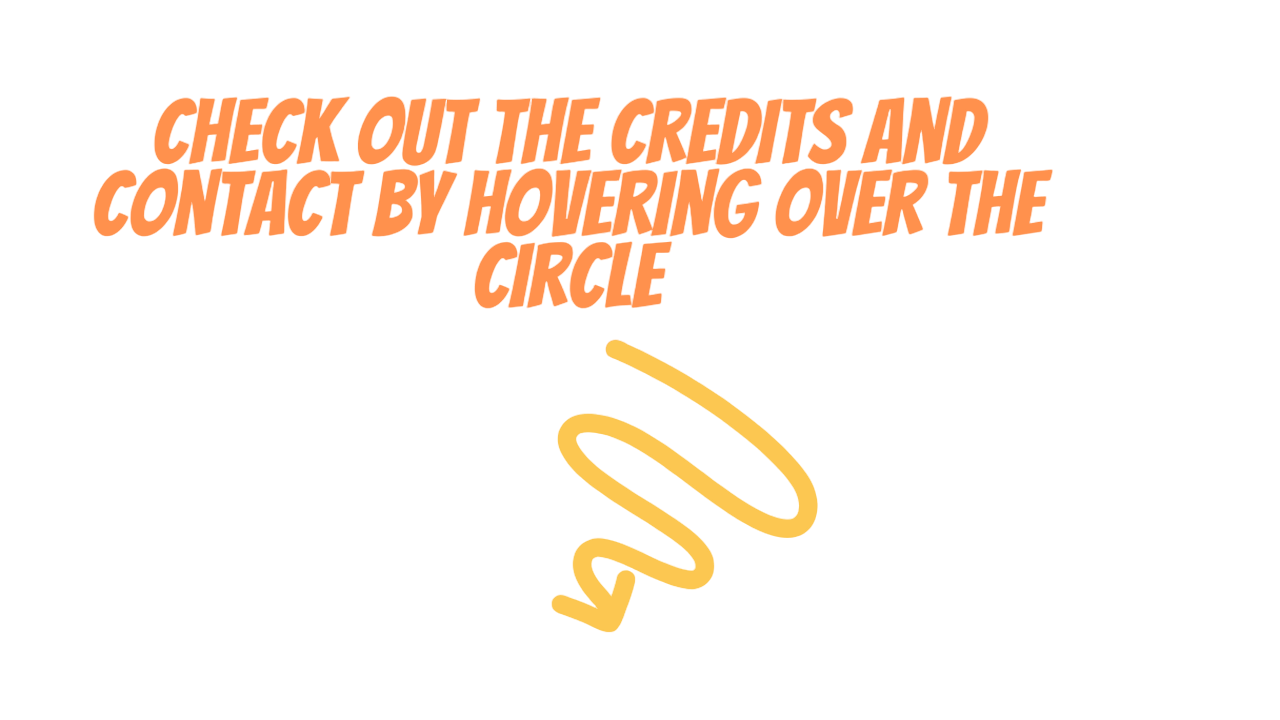 CHECK OUT THE CREDITS AND
CONTACT BY HOVERING OVER THE
CIRCLE